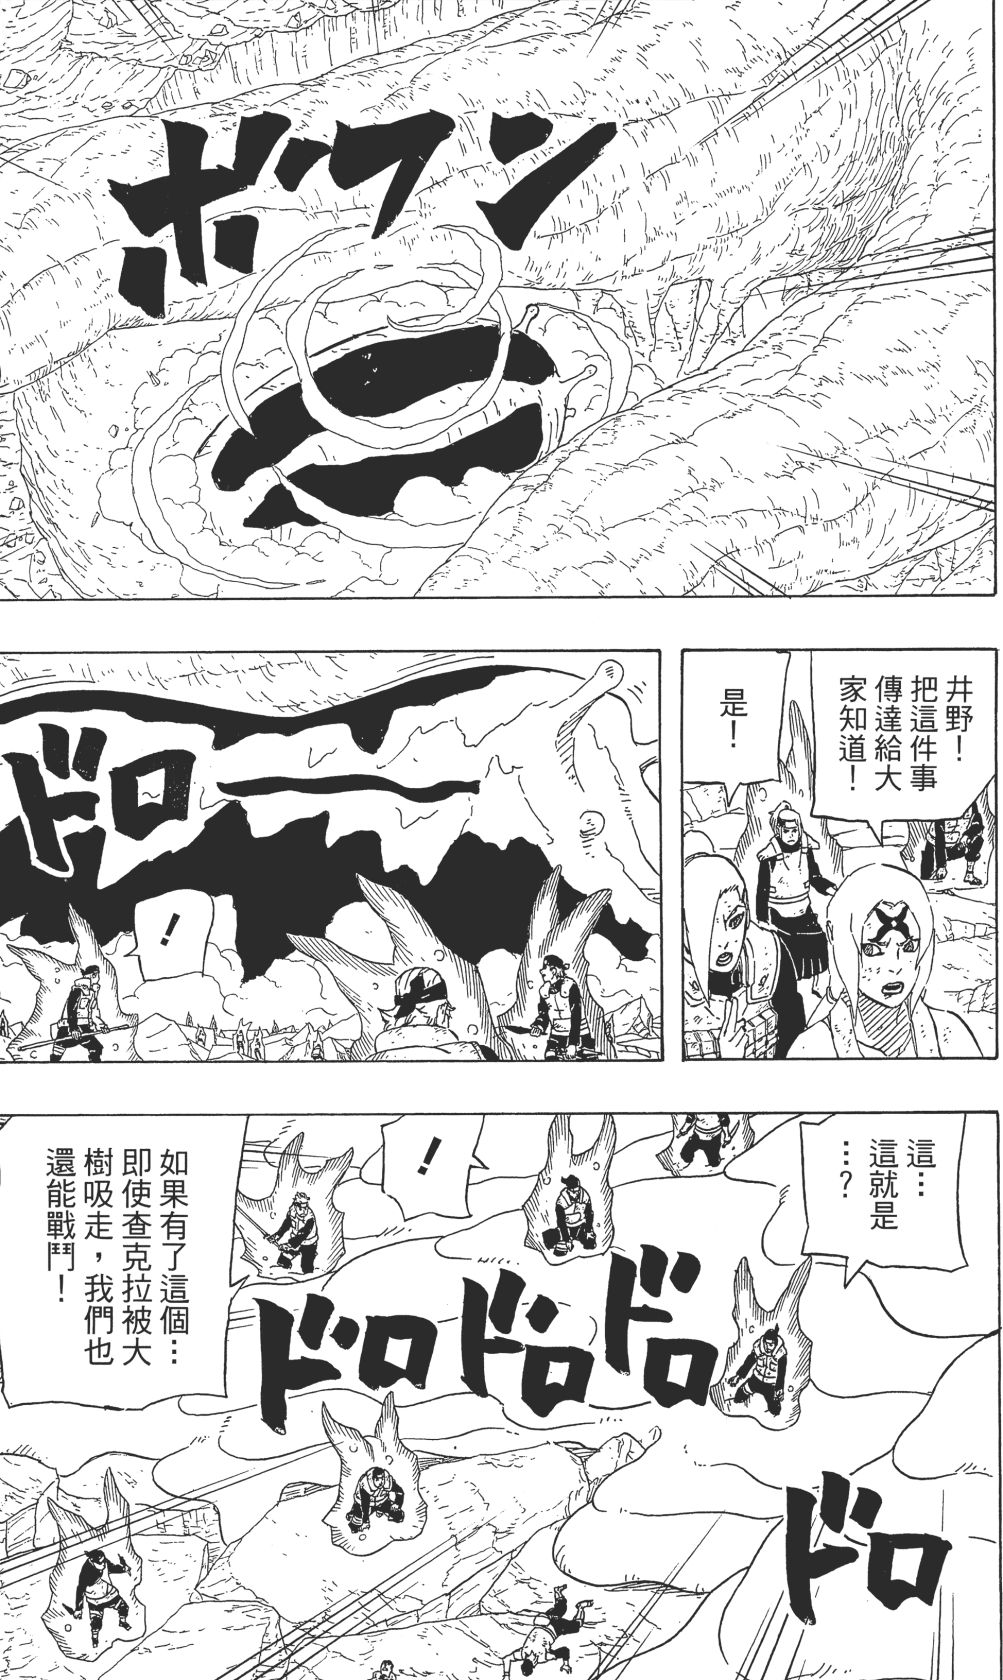 ボフン
井野！
把這件事
傳達給大
家知道！
是！
ドドロ
！
這…
這就是
…？
！
如果有了這個…
即使查克拉被大
樹吸走，我們也
還能戰鬥！
ドロドロドロ
ドロ